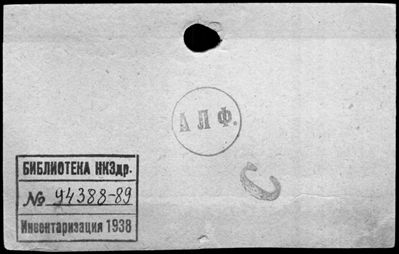 А Л Ф.
С
БИБЛИОТЕКА НКЗдр.
№ 94388-89
Инвентаризация 1938